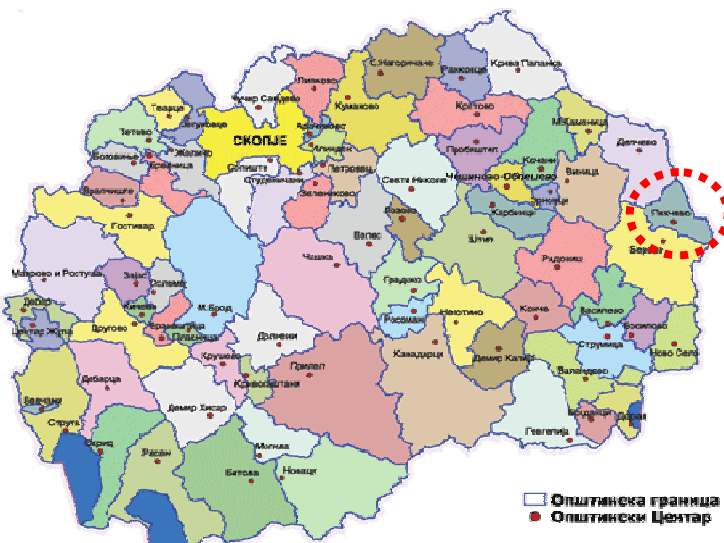 С.Нагоричане
Ранковце
Крива Паланка
Липково
Чучер Сандево
Куманово
Кратово
Теарце
М.Каменица
Тетово
СКОПЈЕ
Делчево
Пробиштип
Илинден
Боговиње
Желино
Кочани
Брвеница
Сопиште
Петровец
Виница
Студеничани
Свети Николе
Чешиново-Облешево
Врапчиште
Зелениково
Зрновци
Карбинци
Лозово
Пехчево
Гостивар
Велес
Штип
Берово
Чашка
Радовиш
Маврово и Ростуша
Зајас
Осломеј
Градско
Дебар
Кичево
М.Брод
Росоман
Неготино
Конче
Василево
Центар Жупа
Другово
Вранештица
Пласница
Долнени
Босилово
Струмица
Крушево
Кавадарци
Демир Капија
Ново Село
Дебарца
Прилеп
Валандово
Кривогаштани
Вевчани
Демир Хисар
Струга
Богданци
Дојран
Гевгелија
Охрид
Могила
Ресен
Битола
Новаци
Општинска граница
Општински Центар